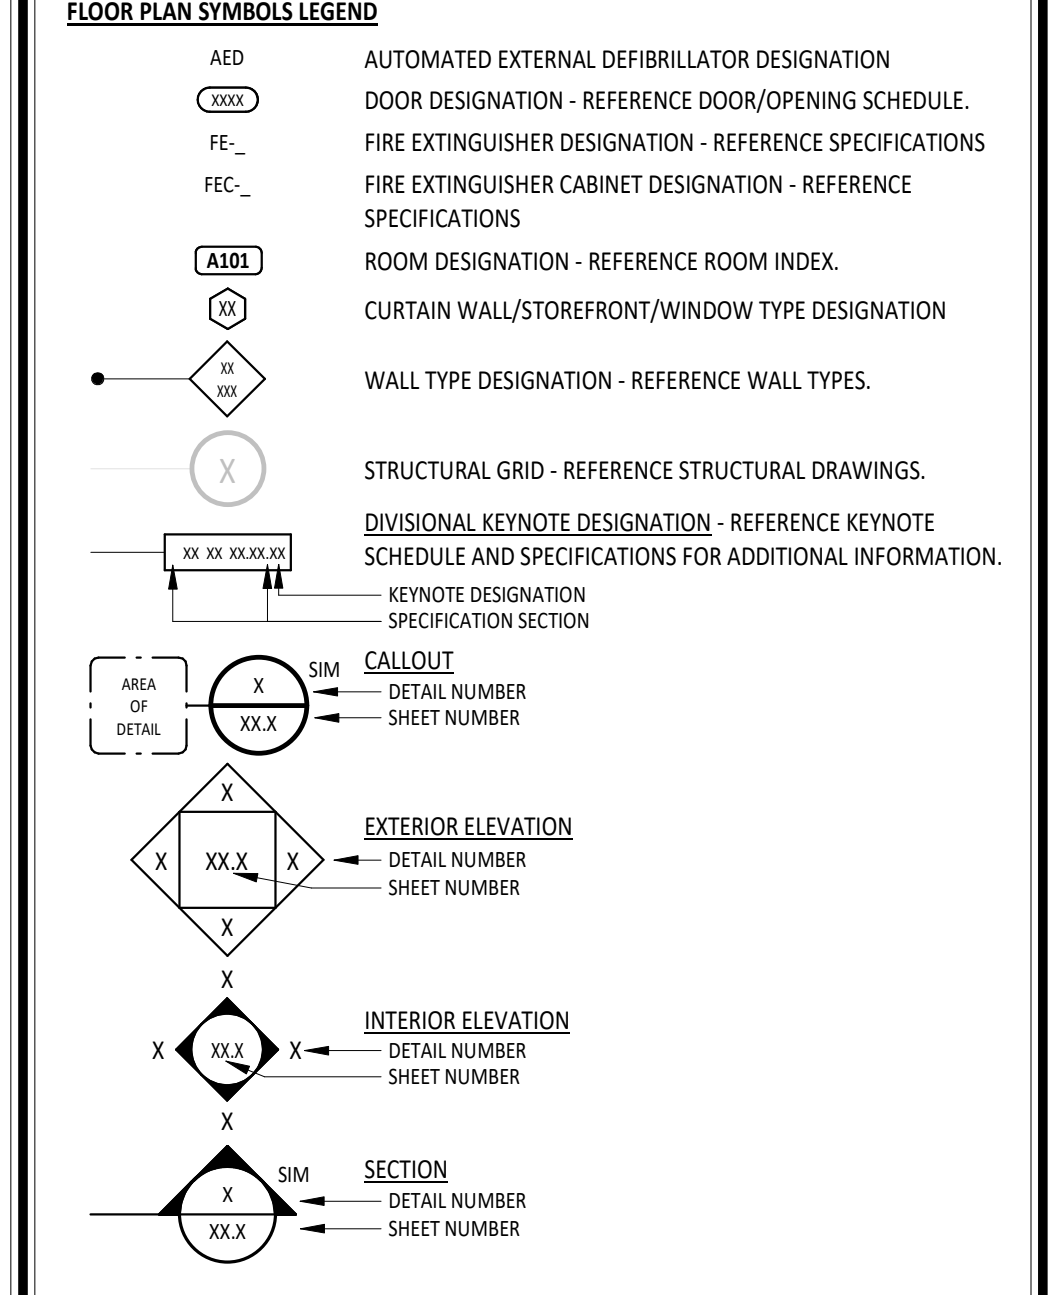 FLOOR PLAN SYMBOLS LEGEND
AED AUTOMATED EXTERNAL DEFIBRILLATOR DESIGNATION
XXXX DOOR DESIGNATION - REFERENCE DOOR/OPENING SCHEDULE.
FE-_ FIRE EXTINGUISHER DESIGNATION - REFERENCE SPECIFICATIONS
FEC-_ FIRE EXTINGUISHER CABINET DESIGNATION - REFERENCE
SPECIFICATIONS
A101 ROOM DESIGNATION - REFERENCE ROOM INDEX.
XX CURTAIN WALL/STOREFRONT/WINDOW TYPE DESIGNATION
XX
XXX
WALL TYPE DESIGNATION - REFERENCE WALL TYPES.
X STRUCTURAL GRID - REFERENCE STRUCTURAL DRAWINGS.
DIVISIONAL KEYNOTE DESIGNATION - REFERENCE KEYNOTE
XX XX XX.XX.XX SCHEDULE AND SPECIFICATIONS FOR ADDITIONAL INFORMATION.
KEYNOTE DESIGNATION
SPECIFICATION SECTION
AREA
OF
DETAIL
X
XX.X
SIM
CALLOUT
DETAIL NUMBER
SHEET NUMBER
X
X XX.X X
X
EXTERIOR ELEVATION
DETAIL NUMBER
SHEET NUMBER
X
X XX.X X
X
INTERIOR ELEVATION
DETAIL NUMBER
SHEET NUMBER
X
XX.X
SIM
SECTION
DETAIL NUMBER
SHEET NUMBER